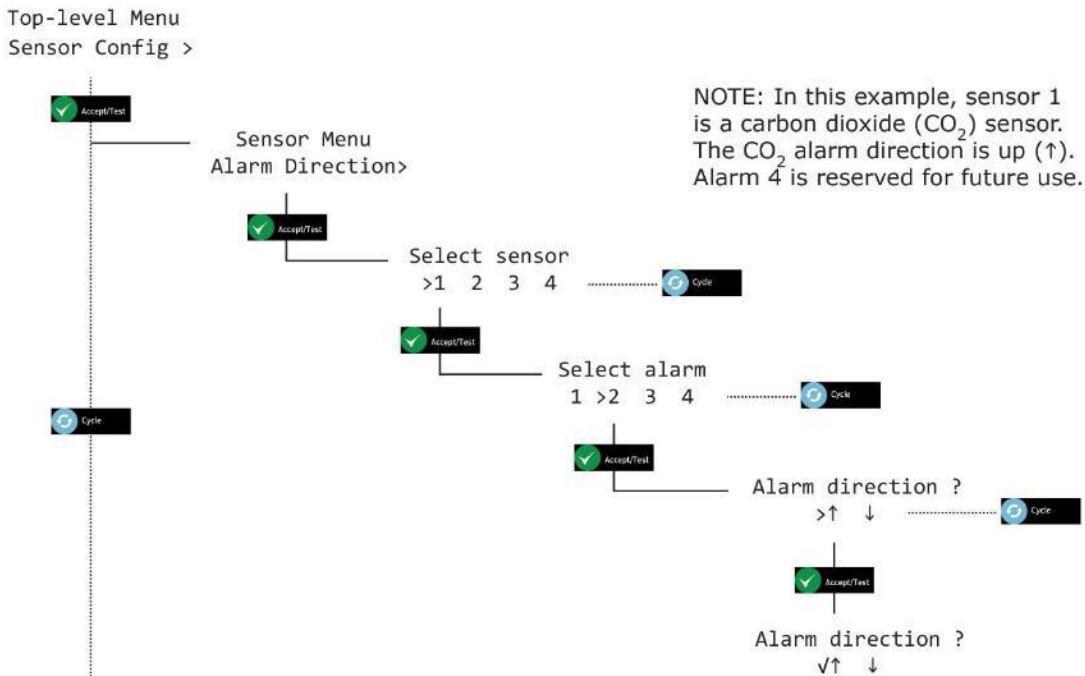 Top-level Menu
Sensor Config >
Accept/Test
NOTE: In this example, sensor 1
is a carbon dioxide (CO₂) sensor.
The CO₂ alarm direction is up (↑).
Alarm 4 is reserved for future use.
Sensor Menu
Alarm Direction>
Accept/Test
Select sensor
>1 2 3 4
Cycle
Accept/Test
Select alarm
1 >2 3 4
Cycle
Cycle
Accept/Test
Alarm direction ?
>↑ ↓
Cycle
Accept/Test
Alarm direction ?
√↑ ↓